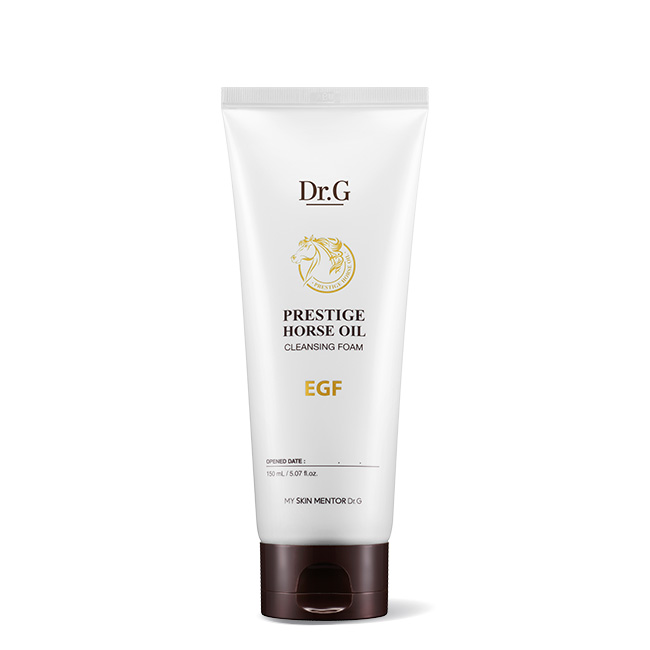 Dr.G
PRESTIGE HORSE OIL
PRESTIGE
HORSE OIL
CLEANSING FOAM
EGF
OPENED DATE : . .
150 mL / 5.07 fl.oz.
MY SKIN MENTOR Dr.G